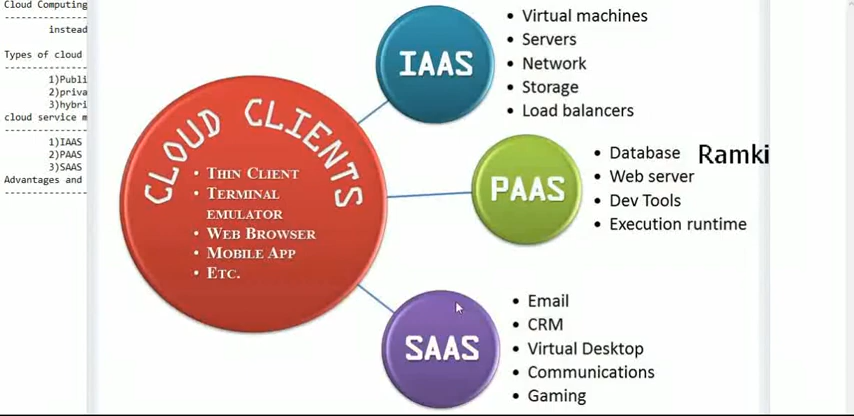 Cloud Computing
------------------
instead
Types of cloud
------------------
1)Publi
2)priva
3)hybri
cloud service m
------------------
1)IAAS
2)PAAS
3)SAAS
Advantages and
------------------
CLOUD CLIENTS
• THIN CLIENT
• TERMINAL
EMULATOR
• WEB BROWSER
• MOBILE APP
• ETC.
IAAS
• Virtual machines
• Servers
• Network
• Storage
• Load balancers
PAAS
• Database
• Web server
• Dev Tools
• Execution runtime
Ramki
SAAS
• Email
• CRM
• Virtual Desktop
• Communications
• Gaming